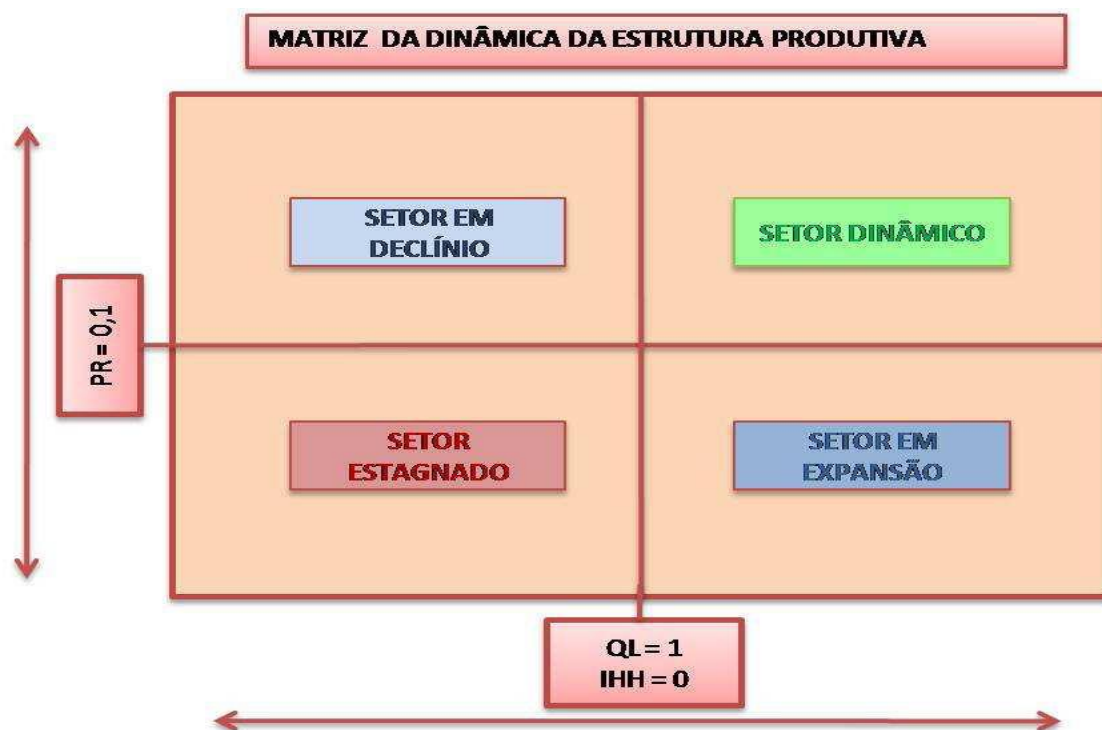 MATRIZ DA DINÂMICA DA ESTRUTURA PRODUTIVA
SETOR EM
DECLÍNIO
SETOR DINÂMICO
PR = 0,1
SETOR
ESTAGNADO
SETOR EM
EXPANSÃO
QL = 1
IHH = 0